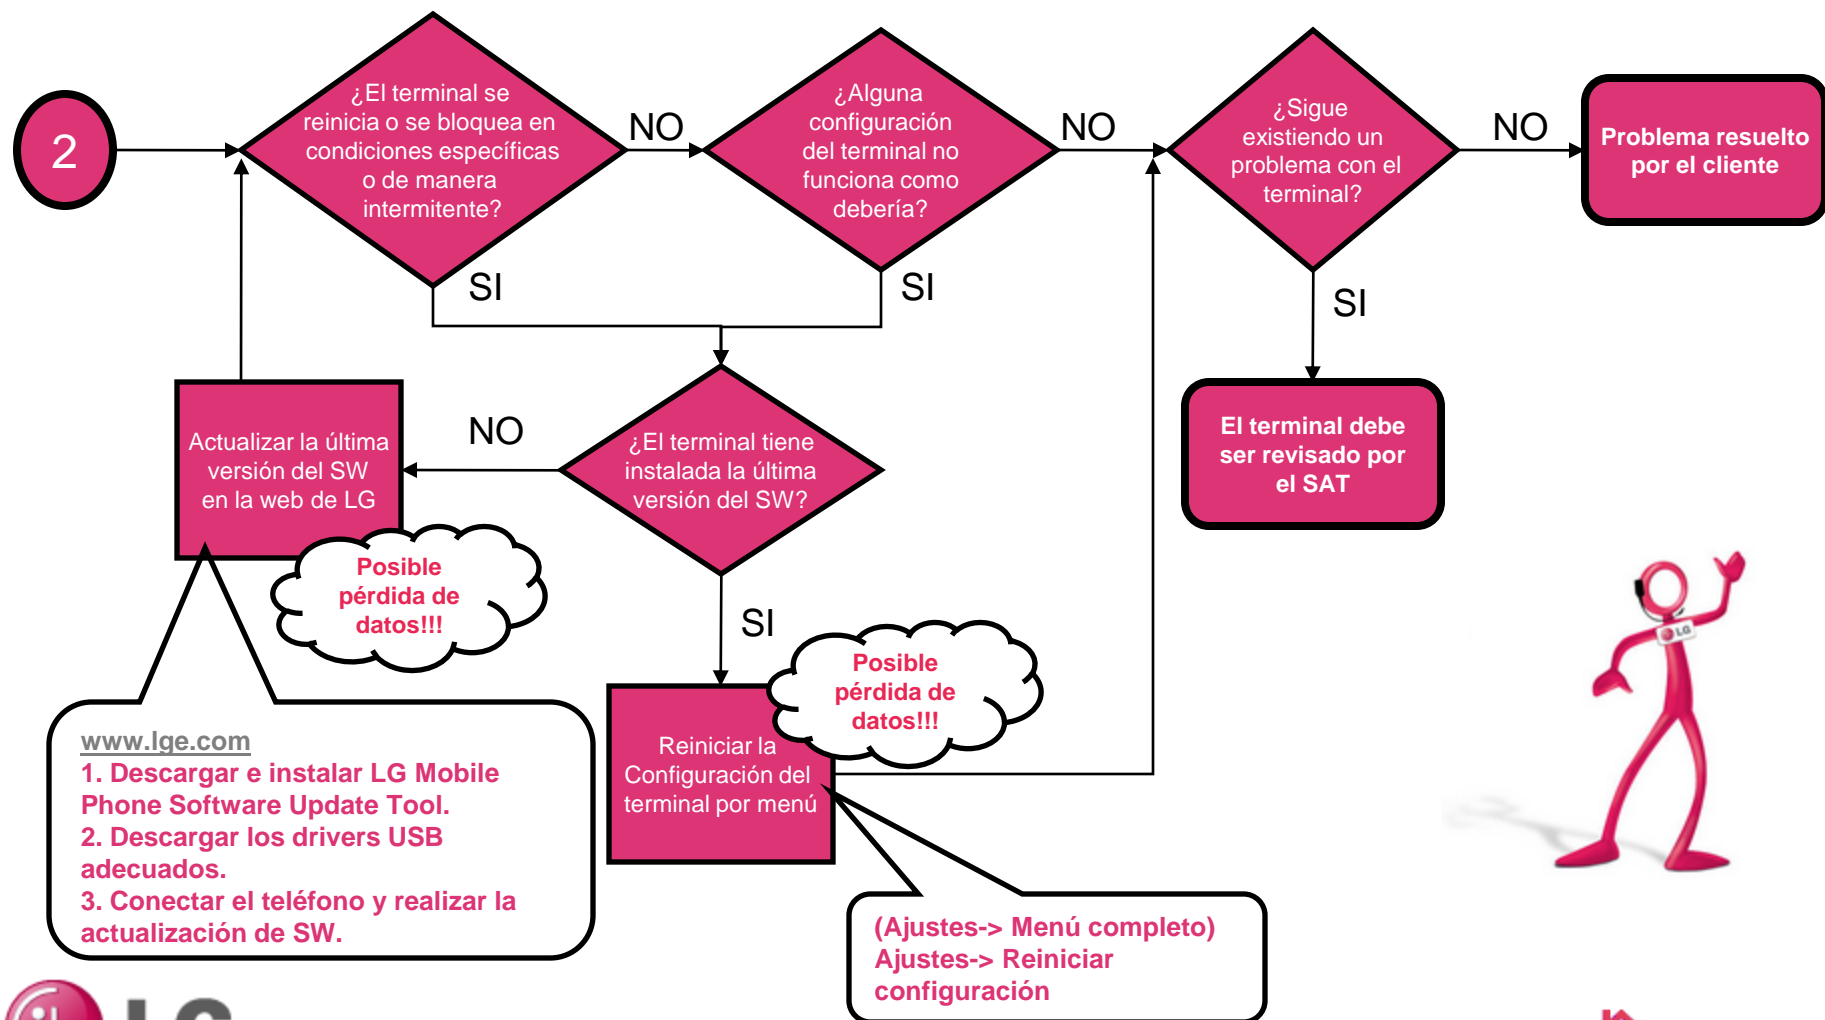 2
¿El terminal se
reinicia o se bloquea en
condiciones específicas
o de manera
intermitente?
NO
SI
¿Alguna
configuración
del terminal no
funciona como
debería?
NO
SI
¿Sigue
existiendo un
problema con el
terminal?
NO
SI
Problema resuelto
por el cliente
El terminal debe
ser revisado por
el SAT
¿El terminal tiene
instalada la última
versión del SW?
NO
SI
Actualizar la última
versión del SW
en la web de LG
Posible
pérdida de
datos!!!
www.lge.com
1. Descargar e instalar LG Mobile
Phone Software Update Tool.
2. Descargar los drivers USB
adecuados.
3. Conectar el teléfono y realizar la
actualización de SW.
Reiniciar la
Configuración del
terminal por menú
Posible
pérdida de
datos!!!
(Ajustes-> Menú completo)
Ajustes-> Reiniciar
configuración
LG
LG